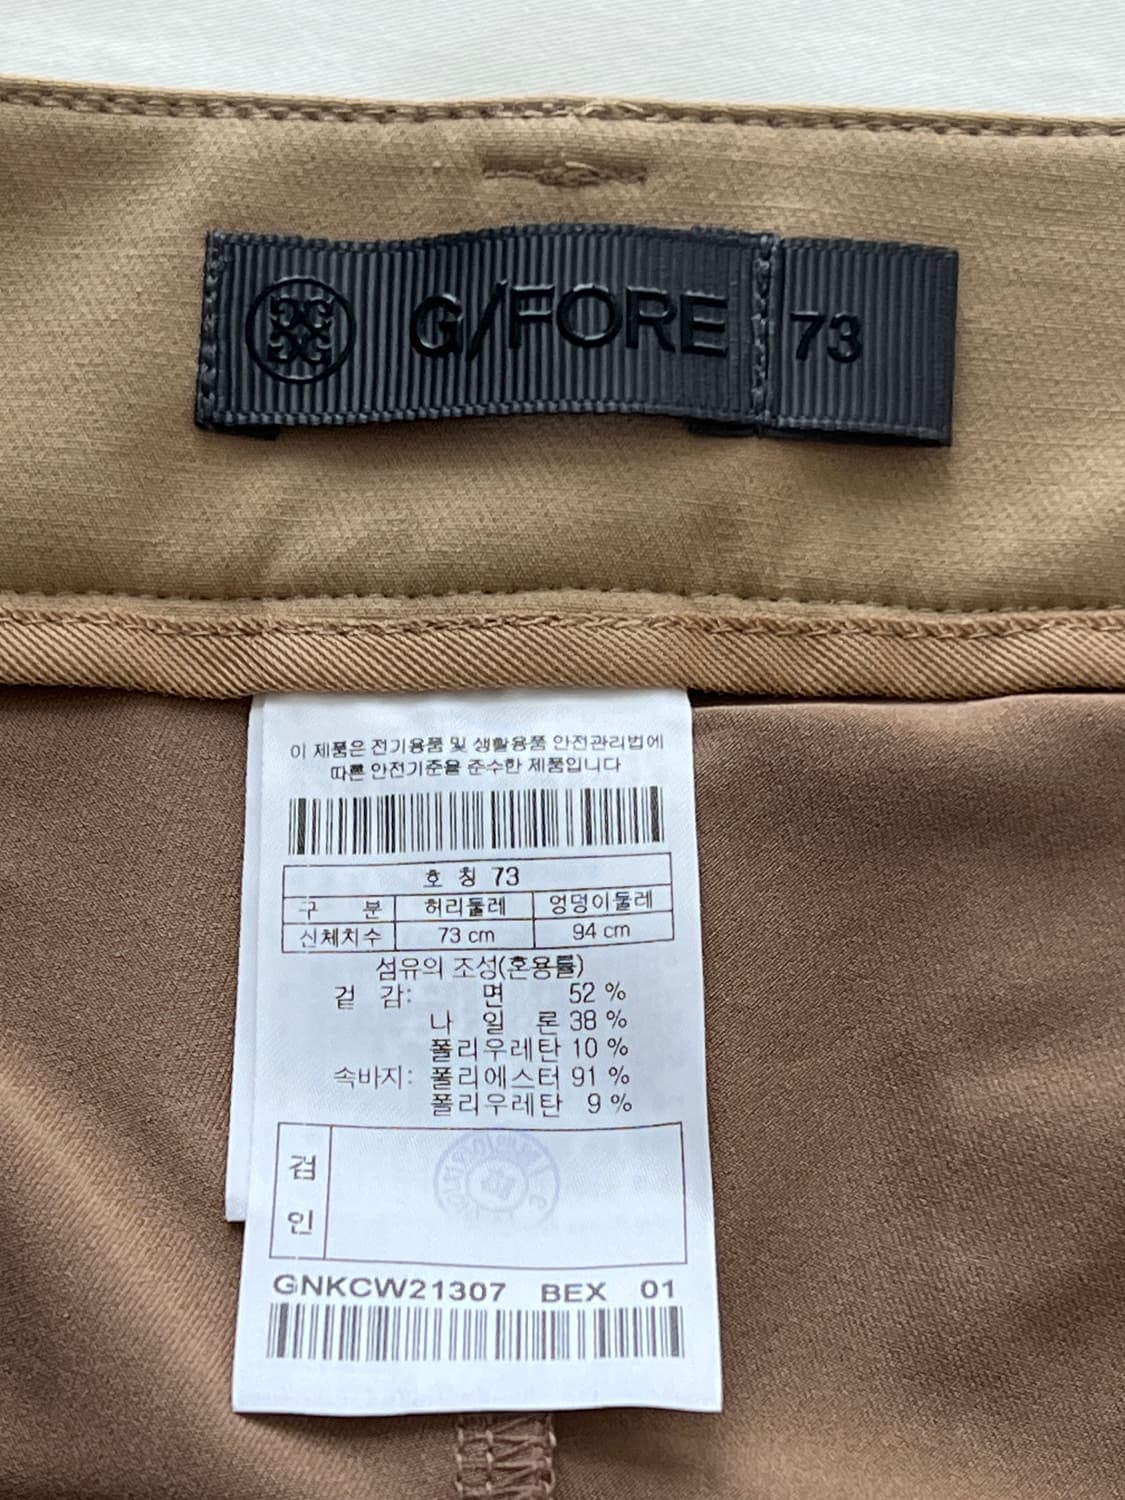 G/FORE 73
이 제품은 전기용품 및 생활용품 안전관리법에
따른 안전기준을 준수한 제품입니다
호 칭 73
구 분 허리둘레 엉덩이둘레
신체치수 73 cm 94 cm
섬유의 조성(혼용률)
겉 감: 면 52 %
나 일 론 38 %
폴리우레탄 10 %
속바지: 폴리에스터 91 %
폴리우레탄 9 %
검
인
GNKCW21307 BEX 01